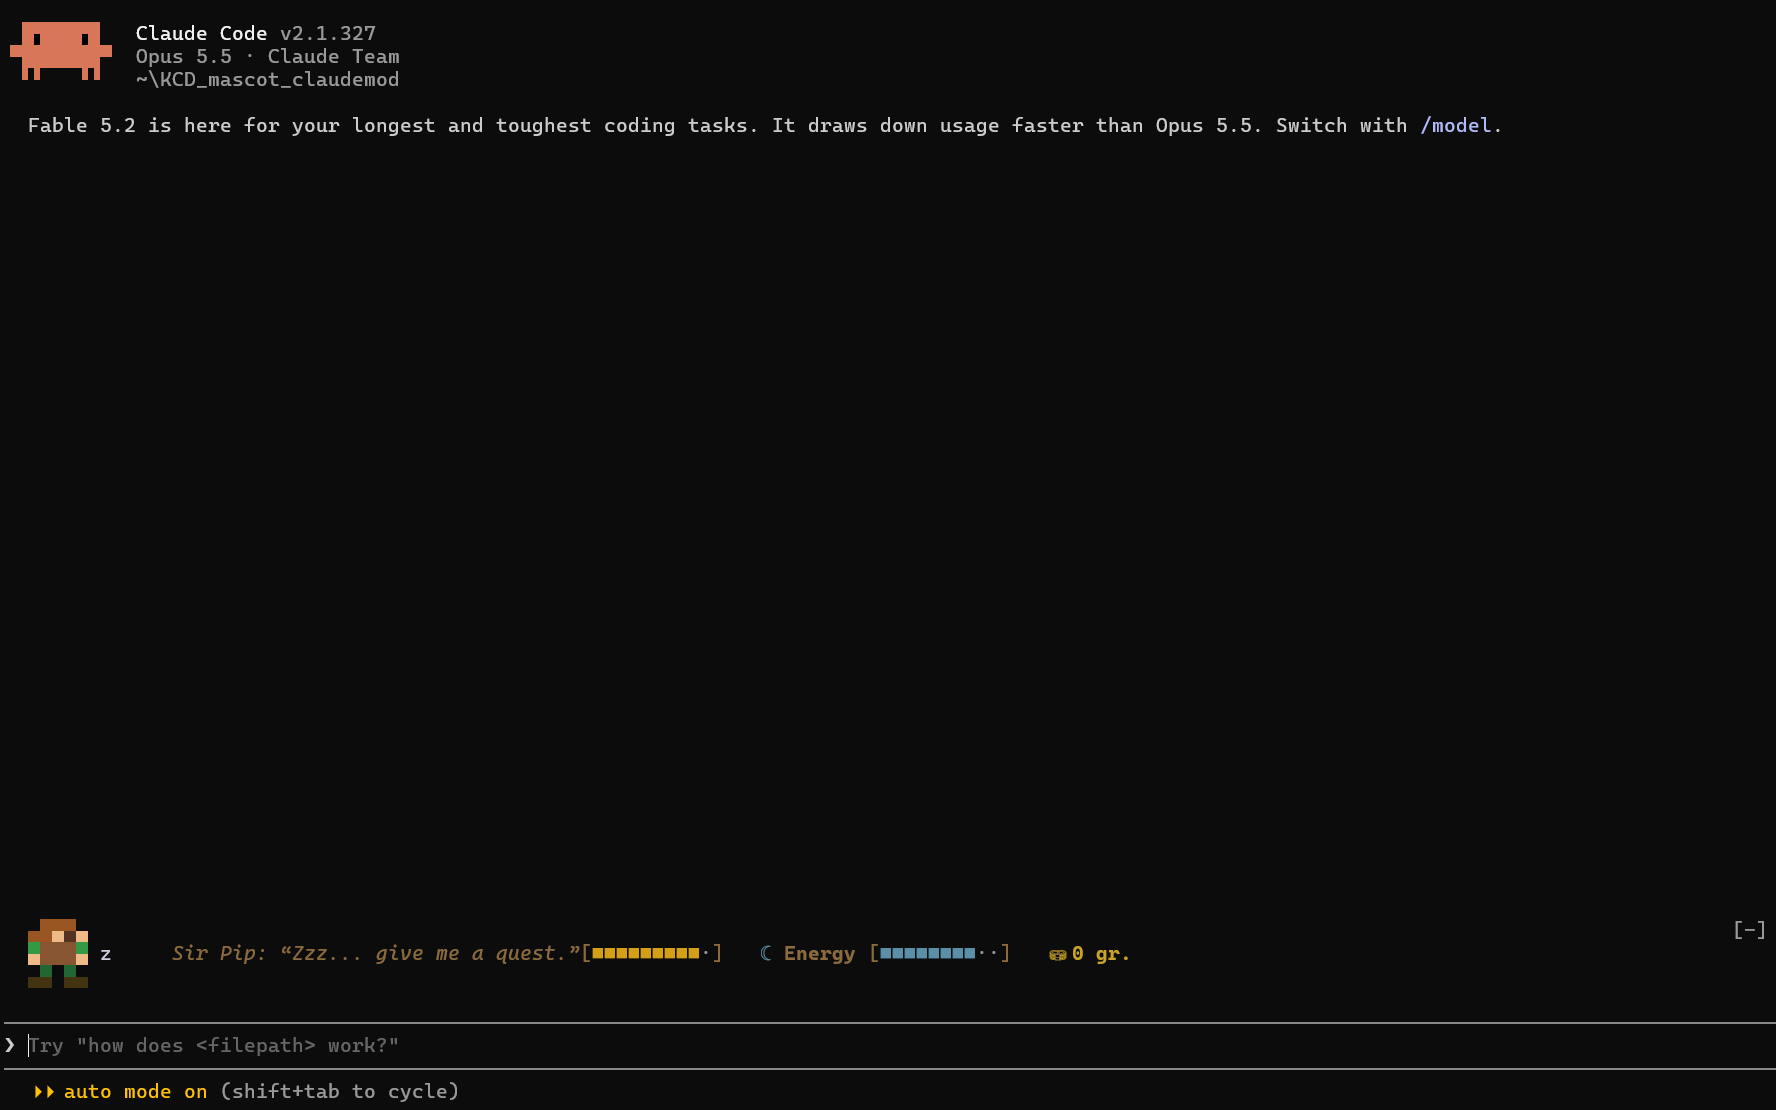 Claude Code v2.1.327
Opus 5.5 · Claude Team
~\KCD_mascot_claudemod
Fable 5.2 is here for your longest and toughest coding tasks. It draws down usage faster than Opus 5.5. Switch with /model.
[−]
z Sir Pip: “Zzz... give me a quest.”[■■■■■■■■■·] ☾ Energy [■■■■■■■■··] 🪙0 gr.
❯ Try "how does <filepath> work?"
⏵⏵ auto mode on (shift+tab to cycle)